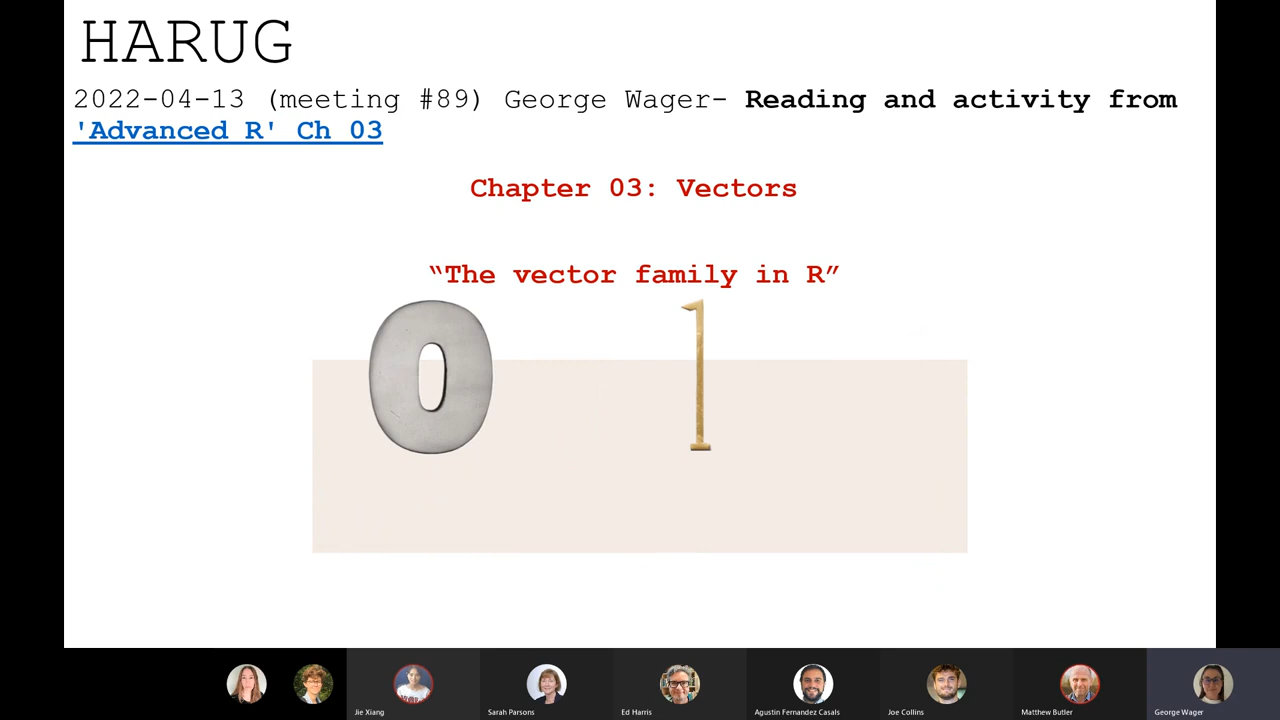 HARUG
2022-04-13 (meeting #89) George Wager- Reading and activity from
'Advanced R' Ch 03
Chapter 03: Vectors
“The vector family in R”
0 1
Jie Xiang
Sarah Parsons
Ed Harris
Agustin Fernandez Casals
Joe Collins
Matthew Butler
George Wager